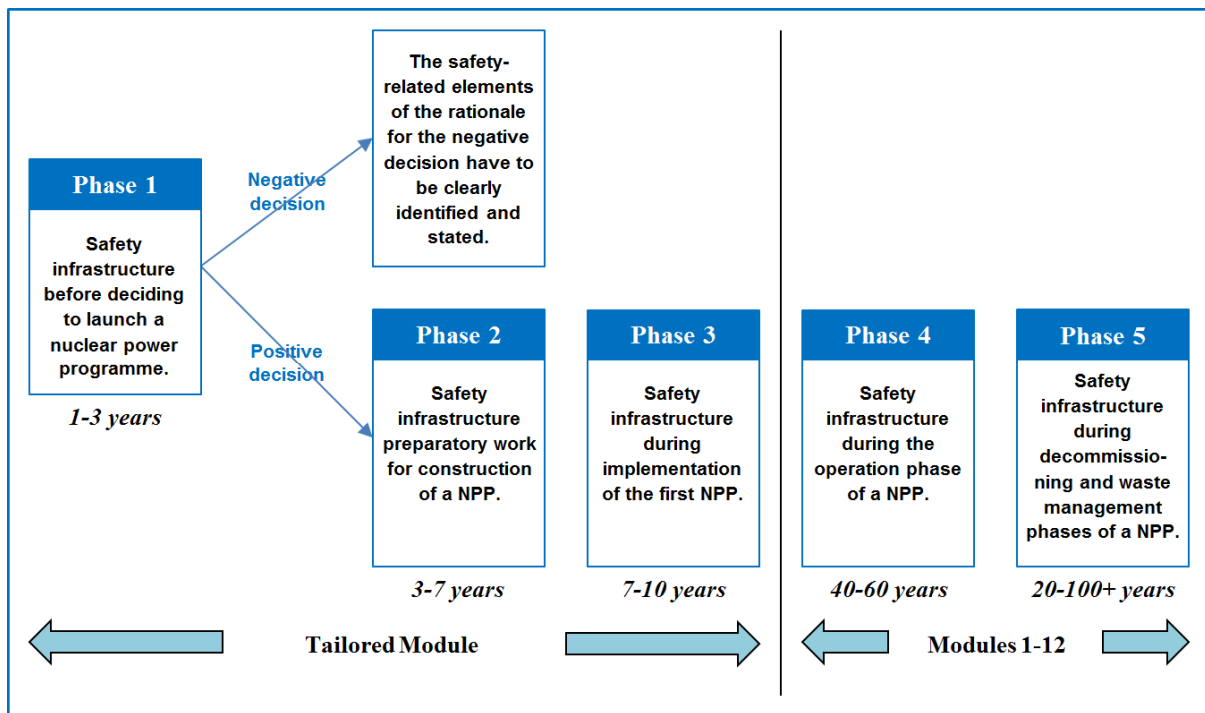 Phase 1
Safety
infrastructure
before deciding
to launch a
nuclear power
programme.
1-3 years
Negative
decision
The safety-
related elements
of the rationale
for the negative
decision have to
be clearly
identified and
stated.
Positive
decision
Phase 2
Safety
infrastructure
preparatory work
for construction
of a NPP.
3-7 years
Phase 3
Safety
infrastructure
during
implementation
of the first NPP.
7-10 years
Phase 4
Safety
infrastructure
during the
operation phase
of a NPP.
40-60 years
Phase 5
Safety
infrastructure
during
decommissio-
ning and waste
management
phases of a NPP.
20-100+ years
Tailored Module
Modules 1-12